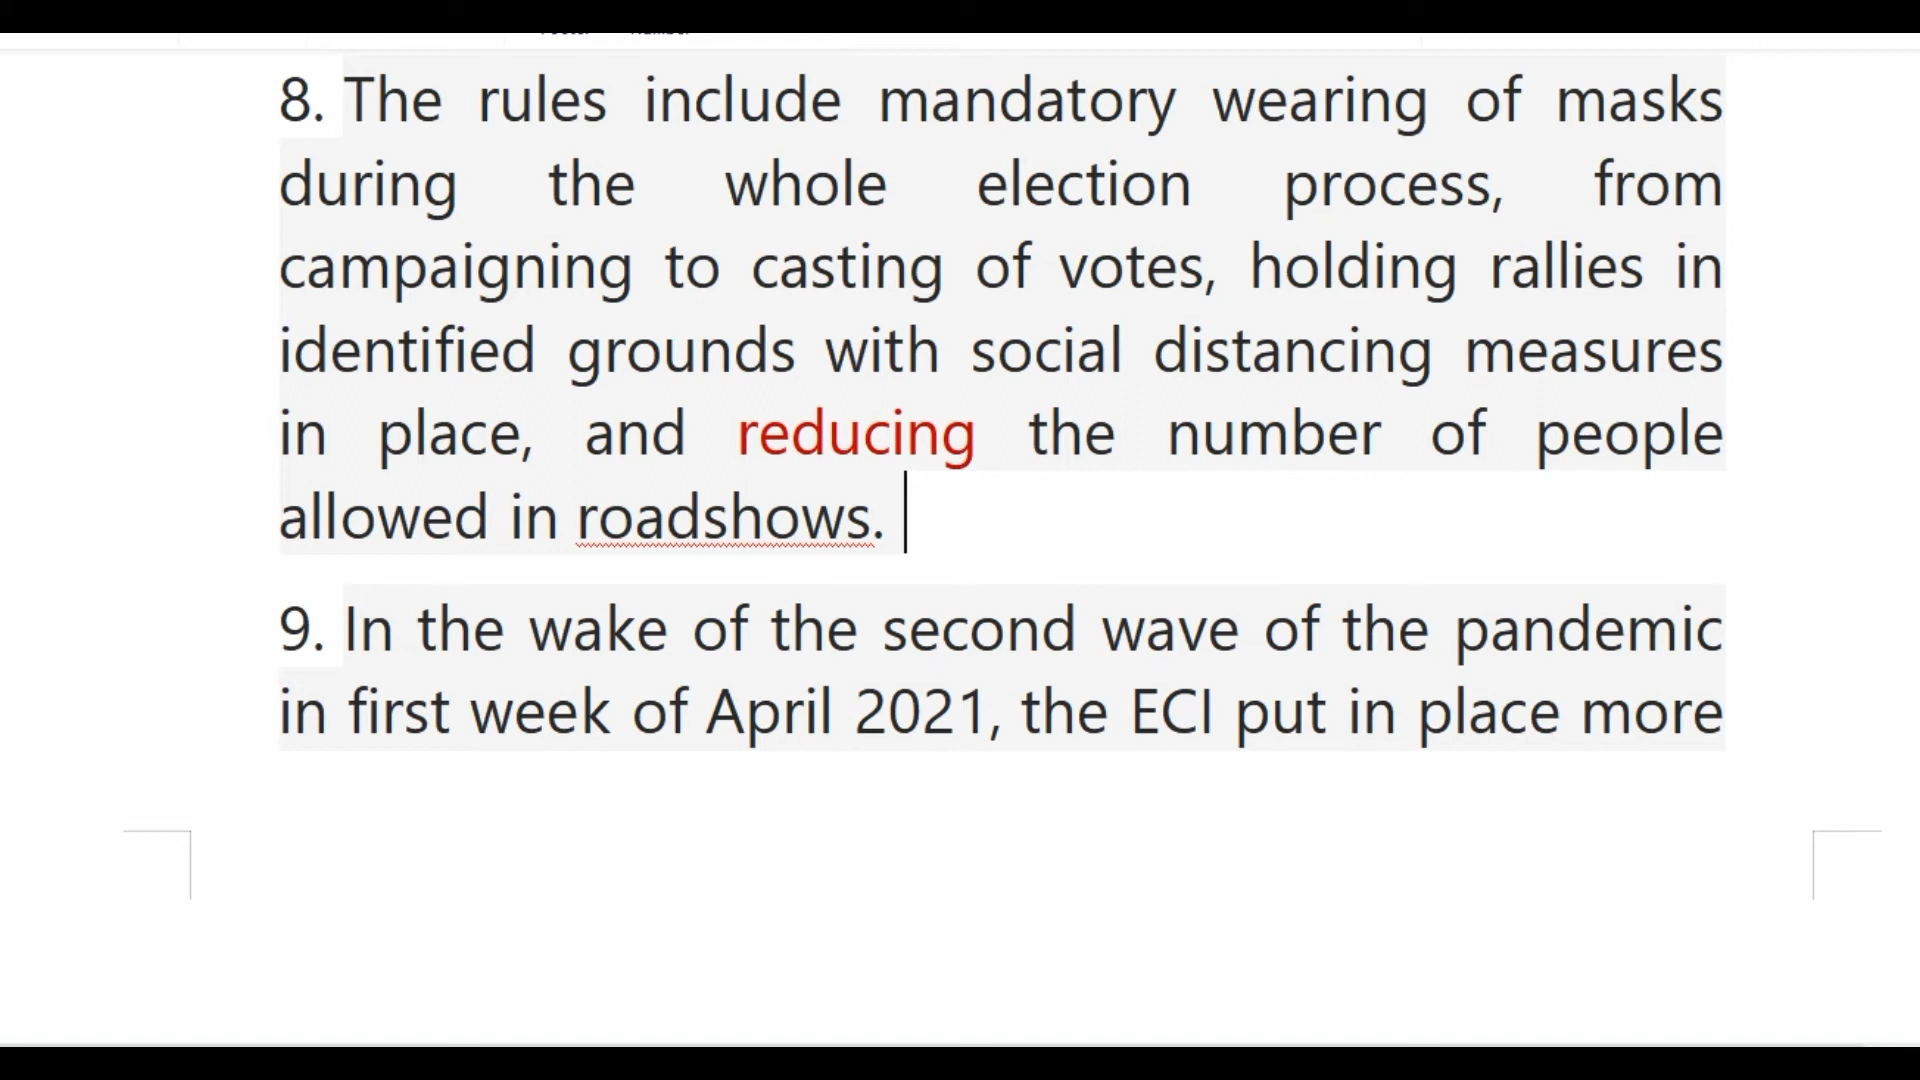 8. The rules include mandatory wearing of masks
during the whole election process, from
campaigning to casting of votes, holding rallies in
identified grounds with social distancing measures
in place, and reducing the number of people
allowed in roadshows.
9. In the wake of the second wave of the pandemic
in first week of April 2021, the ECI put in place more